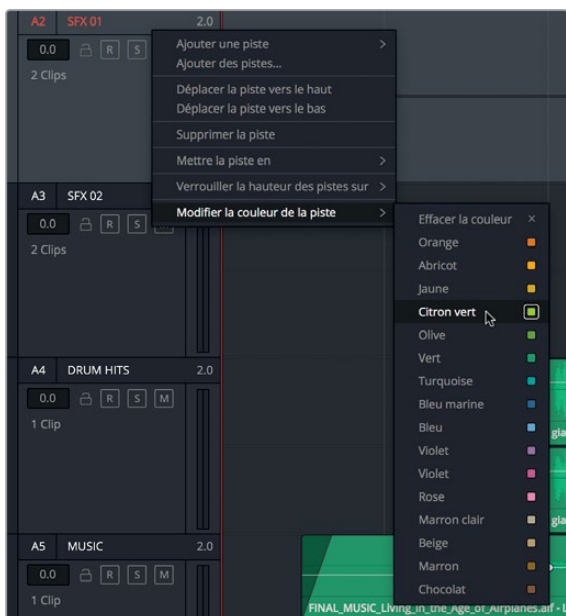 A2 SFX 01 2.0
0.0 R S
2 Clips
Ajouter une piste >
Ajouter des pistes...
Déplacer la piste vers le haut
Déplacer la piste vers le bas
Supprimer la piste
Mettre la piste en >
Verrouiller la hauteur des pistes sur >
Modifier la couleur de la piste >
A3 SFX 02
0.0 R S M
2 Clips
Effacer la couleur ×
Orange
Abricot
Jaune
Citron vert
Olive
Vert
Turquoise
Bleu marine
Bleu
Violet
Violet
Rose
Marron clair
Beige
Marron
Chocolat
A4 DRUM HITS 2.0
0.0 R S M
1 Clip
gla
gla
A5 MUSIC 2.0
0.0 R S M
1 Clip
FINAL_MUSIC_Living_in_the_Age_of_Airplanes.aif - L